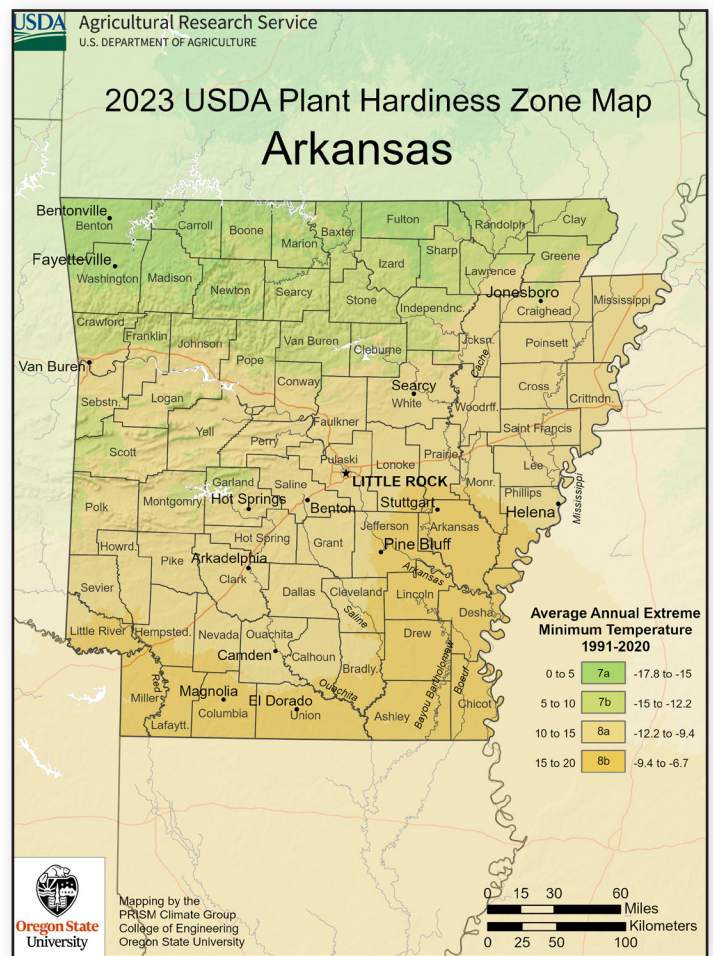 USDA
Agricultural Research Service
U.S. DEPARTMENT OF AGRICULTURE
2023 USDA Plant Hardiness Zone Map
Arkansas
Bentonville
Benton
Carroll
Boone
Marion
Baxter
Fulton
Randolph
Clay
Fayetteville
Washington
Madison
Newton
Searcy
Stone
Izard
Sharp
Lawrence
Greene
Independnc.
Jonesboro
Craighead
Mississippi
Crawford
Franklin
Johnson
Pope
Van Buren
Cleburne
Jcksn.
Cache
Poinsett
Van Buren
Sebstn.
Logan
Conway
Searcy
White
Woodrff.
Cross
Crittndn.
Scott
Yell
Perry
Faulkner
Saint Francis
Pulaski
Lonoke
Prairie
Lee
LITTLE ROCK
Monr.
Phillips
Mississippi
Polk
Montgomry.
Garland
Hot Springs
Saline
Benton
Stuttgart
Helena
Jefferson
Arkansas
Pine Bluff
Howrd.
Pike
Hot Spring
Grant
Arkadelphia
Clark
Arkansas
Sevier
Dallas
Cleveland
Lincoln
Desha
Saline
Little River
Hempsted.
Nevada
Ouachita
Camden
Calhoun
Bradly.
Drew
Bayou Bartholomew
Boeuf
Red
Miller
Lafaytt.
Magnolia
Columbia
El Dorado
Union
Ouachita
Ashley
Chicot
Average Annual Extreme
Minimum Temperature
1991-2020
0 to 5 7a -17.8 to -15
5 to 10 7b -15 to -12.2
10 to 15 8a -12.2 to -9.4
15 to 20 8b -9.4 to -6.7
Oregon State
University
Mapping by the
PRISM Climate Group
College of Engineering
Oregon State University
0 15 30 60
Miles
Kilometers
0 25 50 100